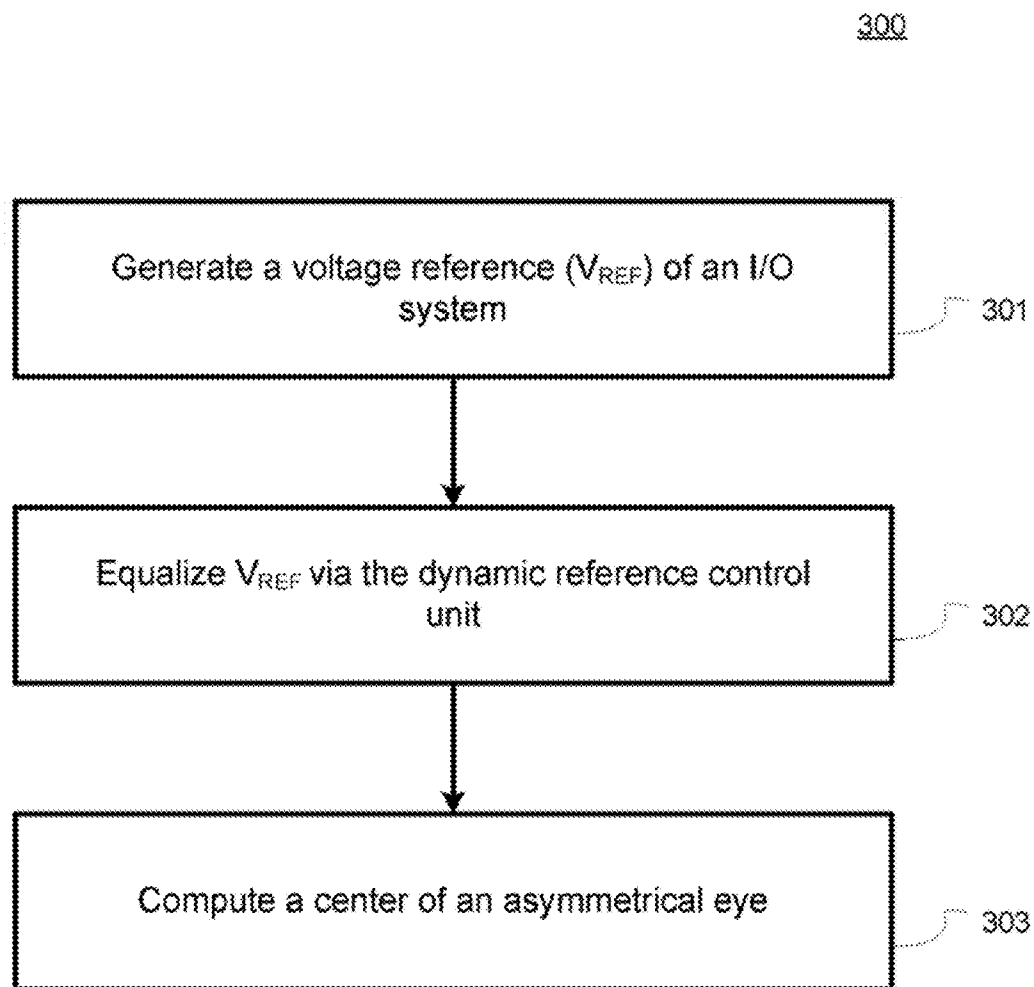 300
Generate a voltage reference (VREF) of an I/O
system
301
Equalize VREF via the dynamic reference control
unit
302
Compute a center of an asymmetrical eye
303